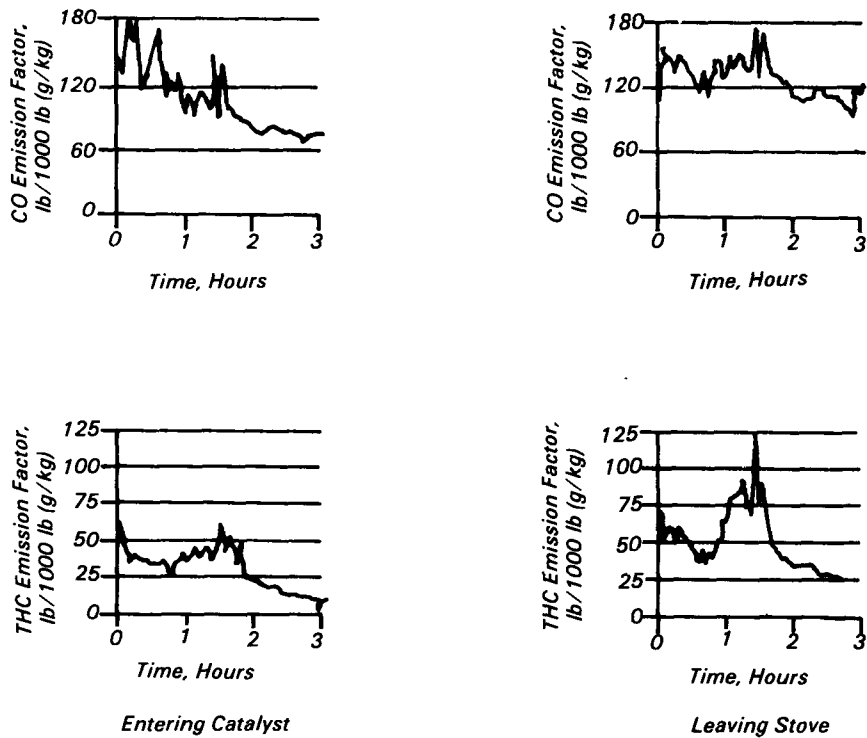 CO Emission Factor,
lb/1000 lb (g/kg)
180
120
60
0
0 1 2 3
Time, Hours
CO Emission Factor,
lb/1000 lb (g/kg)
180
120
60
0
0 1 2 3
Time, Hours
THC Emission Factor,
lb/1000 lb (g/kg)
125
100
75
50
25
0
0 1 2 3
Time, Hours
Entering Catalyst
THC Emission Factor,
lb/1000 lb (g/kg)
125
100
75
50
25
0
0 1 2 3
Time, Hours
Leaving Stove